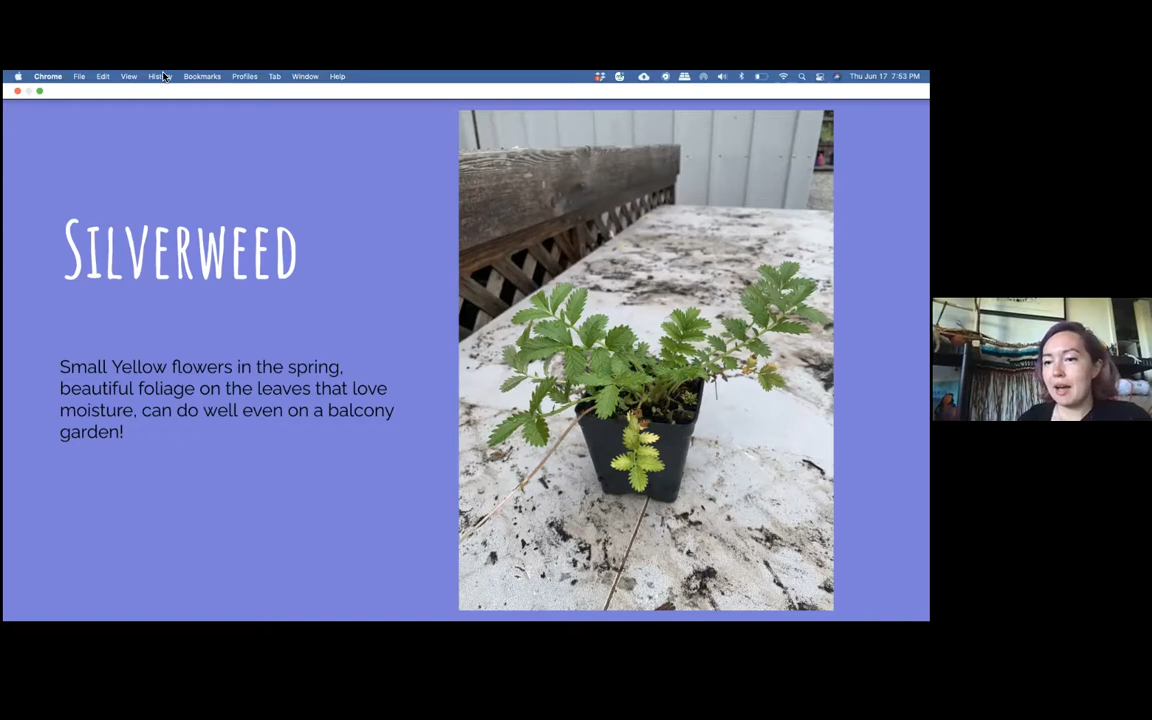 Chrome File Edit View History Bookmarks Profiles Tab Window Help Thu Jun 17 7:53 PM
SILVERWEED
Small Yellow flowers in the spring,
beautiful foliage on the leaves that love
moisture, can do well even on a balcony
garden!